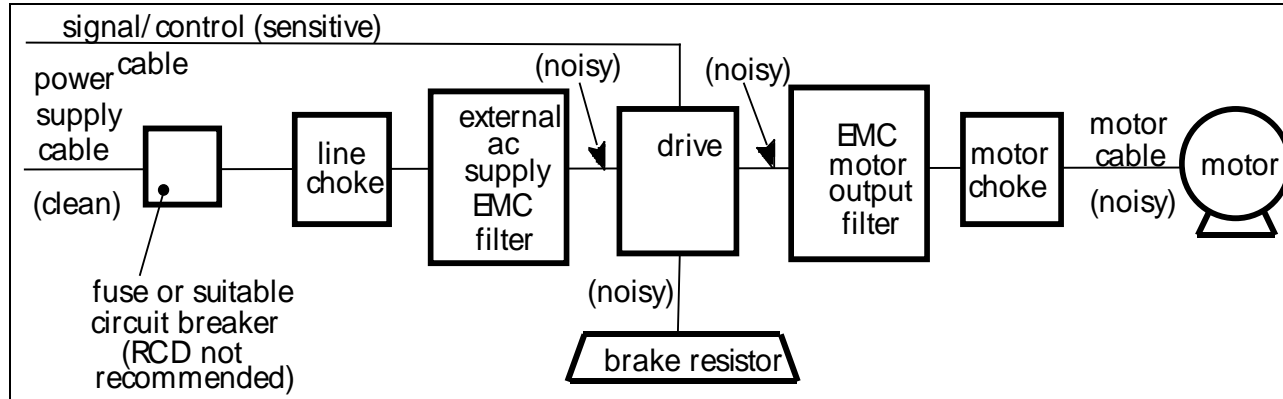 signal/ control (sensitive)
cable
power
supply
cable
(clean)
fuse or suitable
circuit breaker
(RCD not
recommended)
line
choke
external
ac
supply
EMC
filter
(noisy)
drive
(noisy)
brake resistor
(noisy)
EMC
motor
output
filter
motor
choke
motor
cable
(noisy)
motor